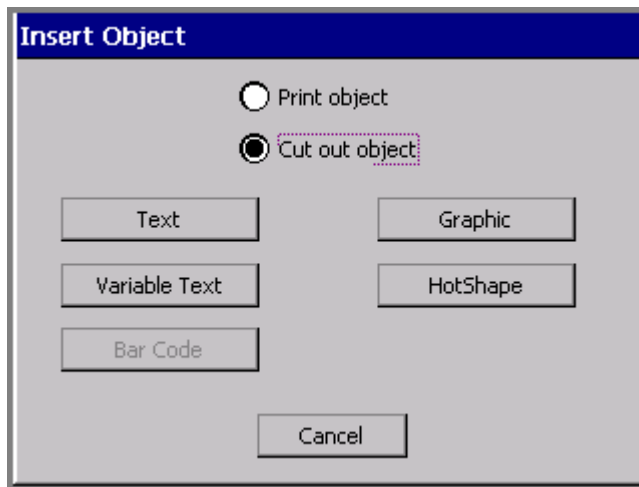 Insert Object
Print object
Cut out object
Text
Graphic
Variable Text
HotShape
Bar Code
Cancel